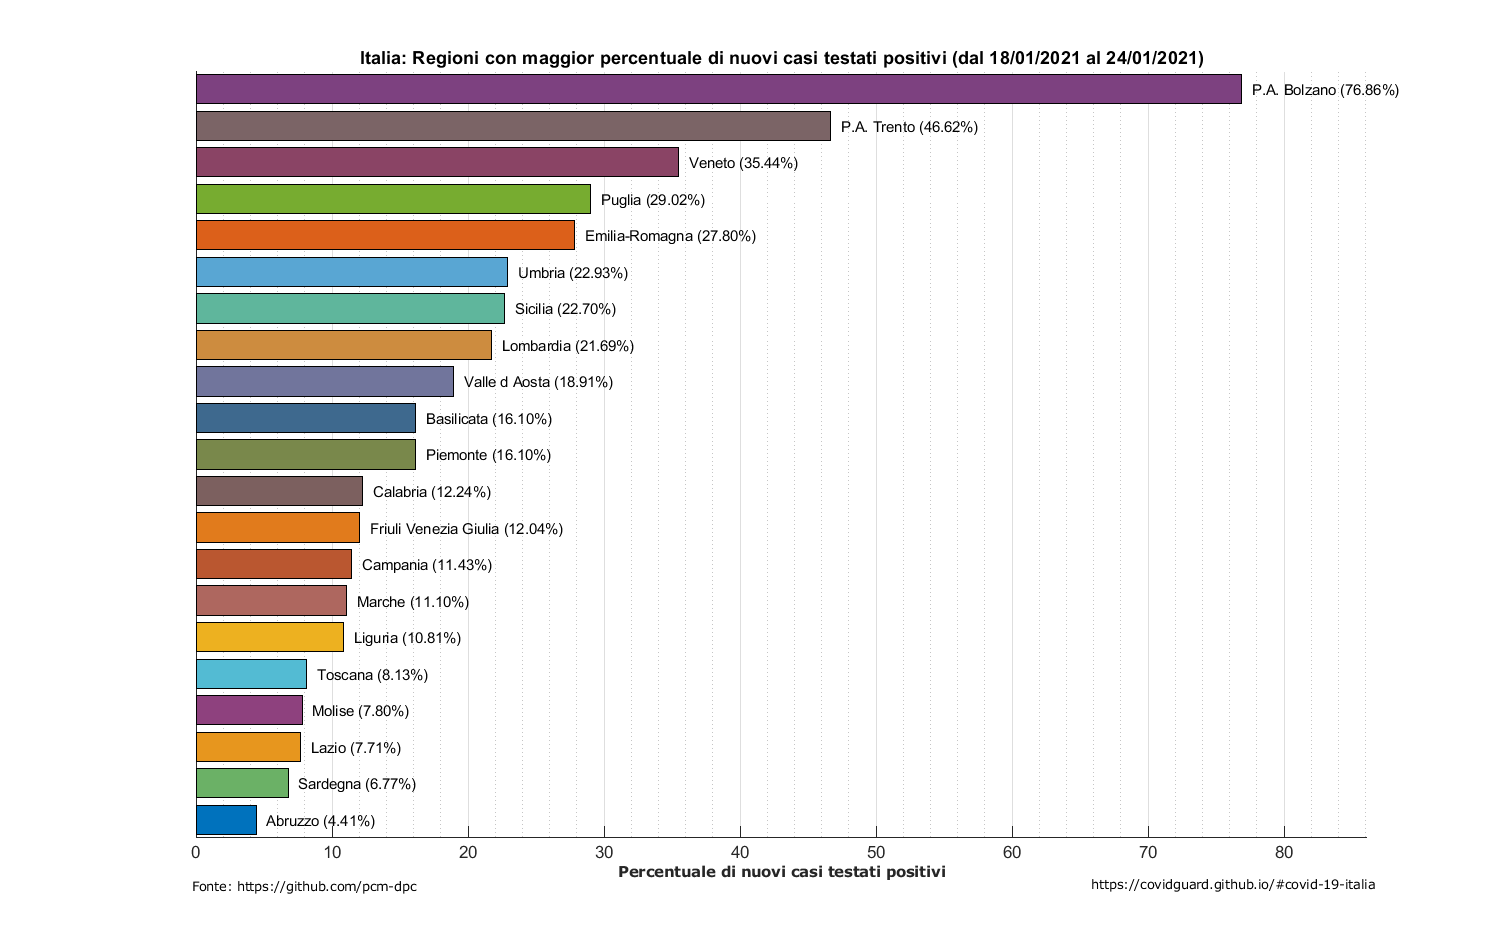 Italia: Regioni con maggior percentuale di nuovi casi testati positivi (dal 18/01/2021 al 24/01/2021)
P.A. Bolzano (76.86%)
P.A. Trento (46.62%)
Veneto (35.44%)
Puglia (29.02%)
Emilia-Romagna (27.80%)
Umbria (22.93%)
Sicilia (22.70%)
Lombardia (21.69%)
Valle d Aosta (18.91%)
Basilicata (16.10%)
Piemonte (16.10%)
Calabria (12.24%)
Friuli Venezia Giulia (12.04%)
Campania (11.43%)
Marche (11.10%)
Liguria (10.81%)
Toscana (8.13%)
Molise (7.80%)
Lazio (7.71%)
Sardegna (6.77%)
Abruzzo (4.41%)
0 10 20 30 40 50 60 70 80
Percentuale di nuovi casi testati positivi
Fonte: https://github.com/pcm-dpc
https://covidguard.github.io/#covid-19-italia